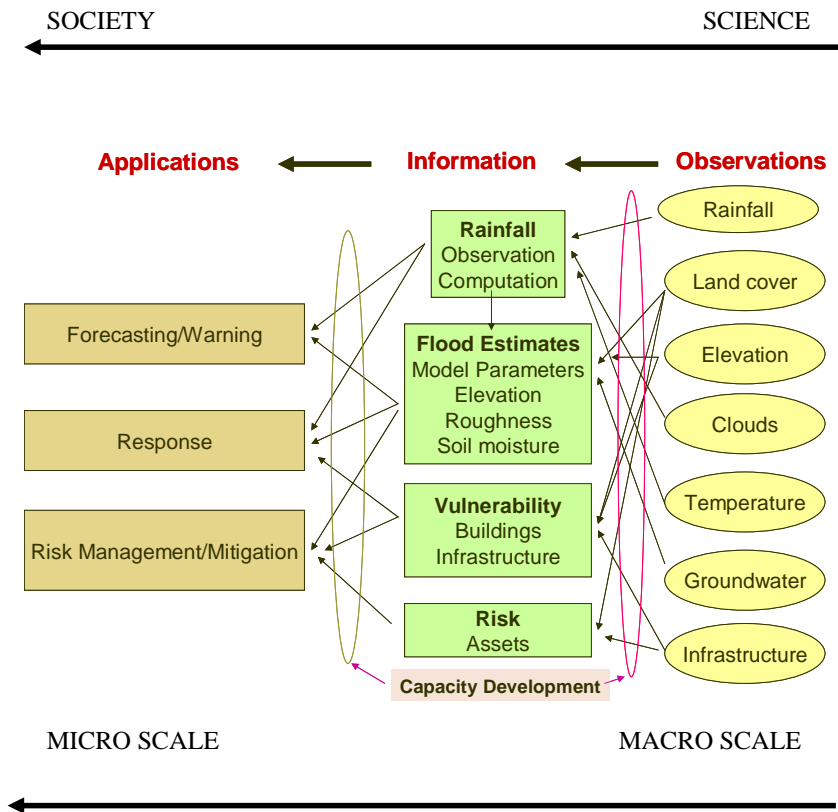 SOCIETY SCIENCE
Applications Information Observations
Rainfall
Observation
Computation
Flood Estimates
Model Parameters
Elevation
Roughness
Soil moisture
Vulnerability
Buildings
Infrastructure
Risk
Assets
Forecasting/Warning
Response
Risk Management/Mitigation
Rainfall
Land cover
Elevation
Clouds
Temperature
Groundwater
Infrastructure
Capacity Development
MICRO SCALE MACRO SCALE